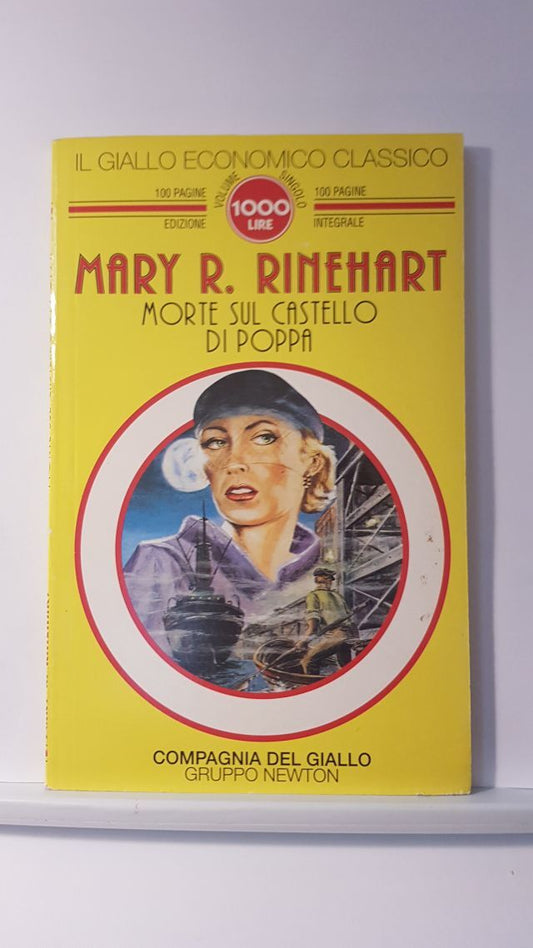 IL GIALLO ECONOMICO CLASSICO
100 PAGINE
VOLUME SINGOLO
100 PAGINE
1000
LIRE
EDIZIONE
INTEGRALE
MARY R. RINEHART
MORTE SUL CASTELLO
DI POPPA
COMPAGNIA DEL GIALLO
GRUPPO NEWTON